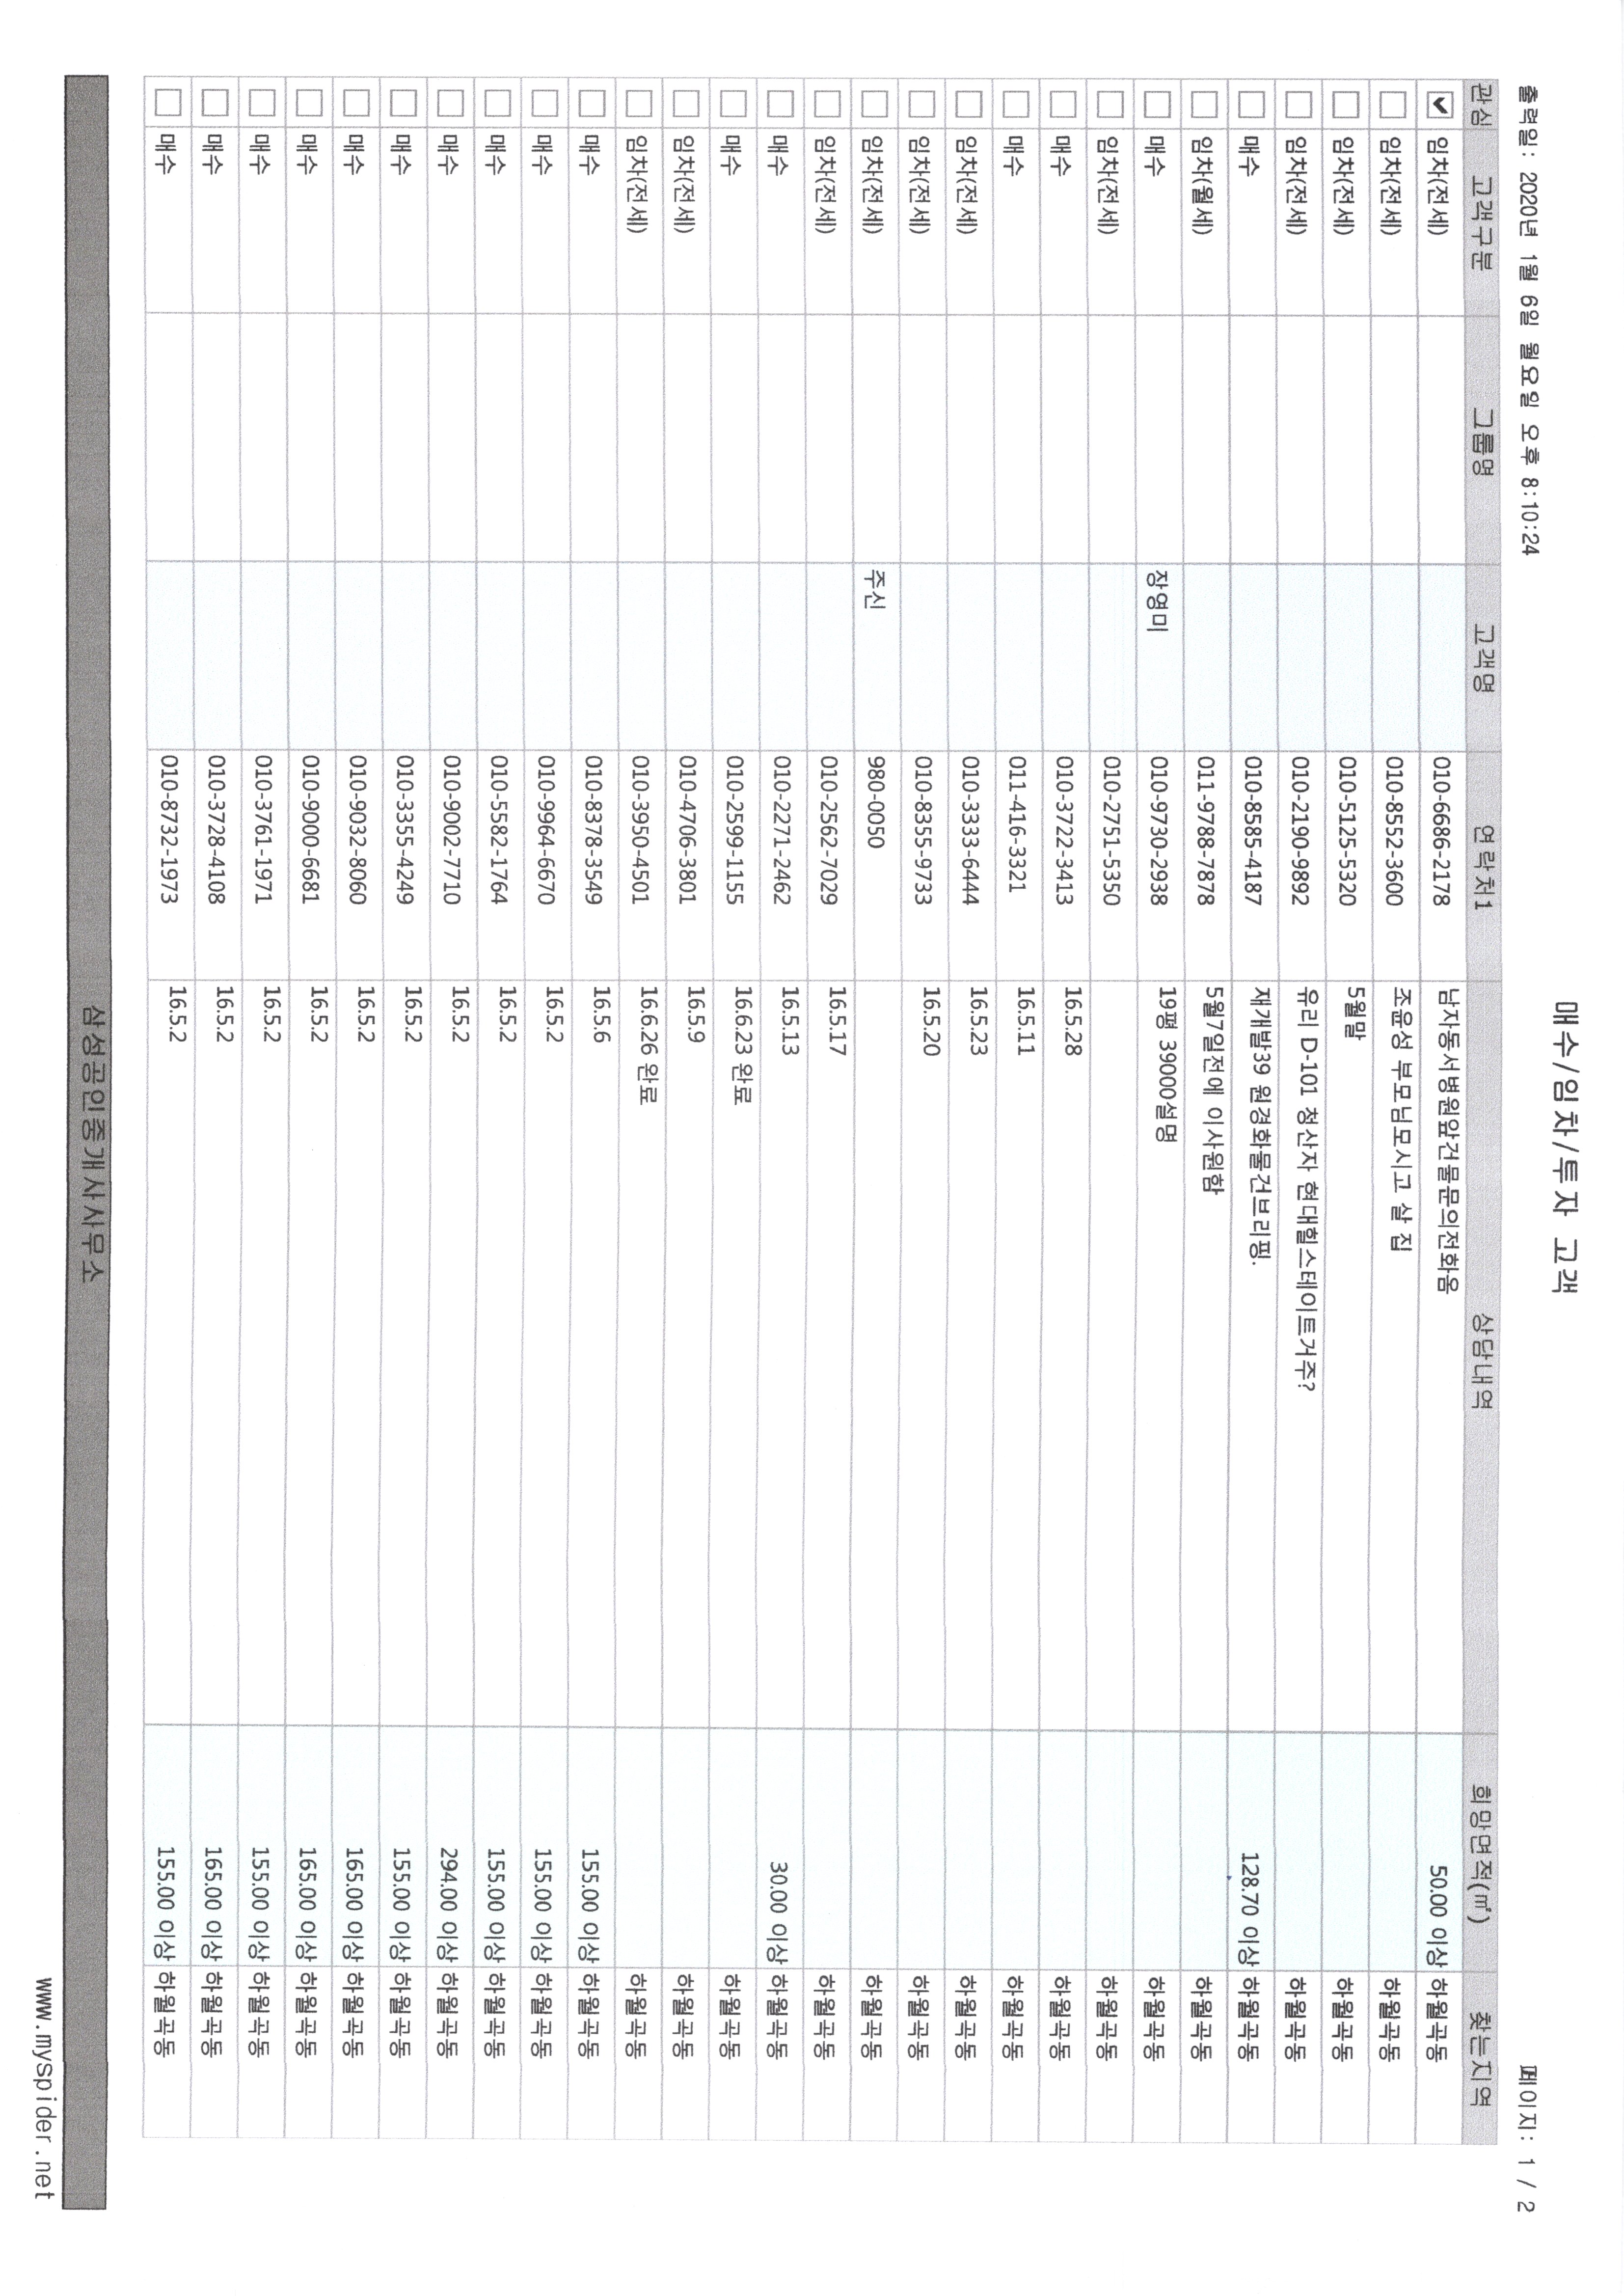 매수/임차/투자 고객
출력일: 2020년 1월 6일 월요일 오후 8:10:24
페이지: 1 / 2
관심 고객구분 그룹명 고객명 연락처1 상담내역 희망면적(㎡) 찾는지역
임차(전세) 010-6686-2178 남자동서병원앞건물문의전화옴 50.00 이상 하월곡동
임차(전세) 010-8552-3600 조윤성 부모님모시고 살 집 하월곡동
임차(전세) 010-5125-5320 5월말 하월곡동
임차(전세) 010-2190-9892 유리 D-101 청산자 현대힐스테이트거주? 하월곡동
매수 010-8585-4187 재개발39 원경화물건브리핑. 128.70 이상 하월곡동
임차(월세) 011-9788-7878 5월7일전에 이사원함 하월곡동
매수 장영미 010-9730-2938 19평 39000설명 하월곡동
임차(전세) 010-2751-5350 하월곡동
매수 010-3722-3413 16.5.28 하월곡동
매수 011-416-3321 16.5.11 하월곡동
임차(전세) 010-3333-6444 16.5.23 하월곡동
임차(전세) 010-8355-9733 16.5.20 하월곡동
임차(전세) 주신 980-0050 하월곡동
임차(전세) 010-2562-7029 16.5.17 하월곡동
매수 010-2271-2462 16.5.13 30.00 이상 하월곡동
매수 010-2599-1155 16.6.23 완료 하월곡동
임차(전세) 010-4706-3801 16.5.9 하월곡동
임차(전세) 010-3950-4501 16.6.26 완료 하월곡동
매수 010-8378-3549 16.5.6 155.00 이상 하월곡동
매수 010-9964-6670 16.5.2 155.00 이상 하월곡동
매수 010-5582-1764 16.5.2 155.00 이상 하월곡동
매수 010-9002-7710 16.5.2 294.00 이상 하월곡동
매수 010-3355-4249 16.5.2 155.00 이상 하월곡동
매수 010-9032-8060 16.5.2 165.00 이상 하월곡동
매수 010-9000-6681 16.5.2 165.00 이상 하월곡동
매수 010-3761-1971 16.5.2 155.00 이상 하월곡동
매수 010-3728-4108 16.5.2 165.00 이상 하월곡동
매수 010-8732-1973 16.5.2 155.00 이상 하월곡동
삼성공인중개사사무소
www.myspider.net